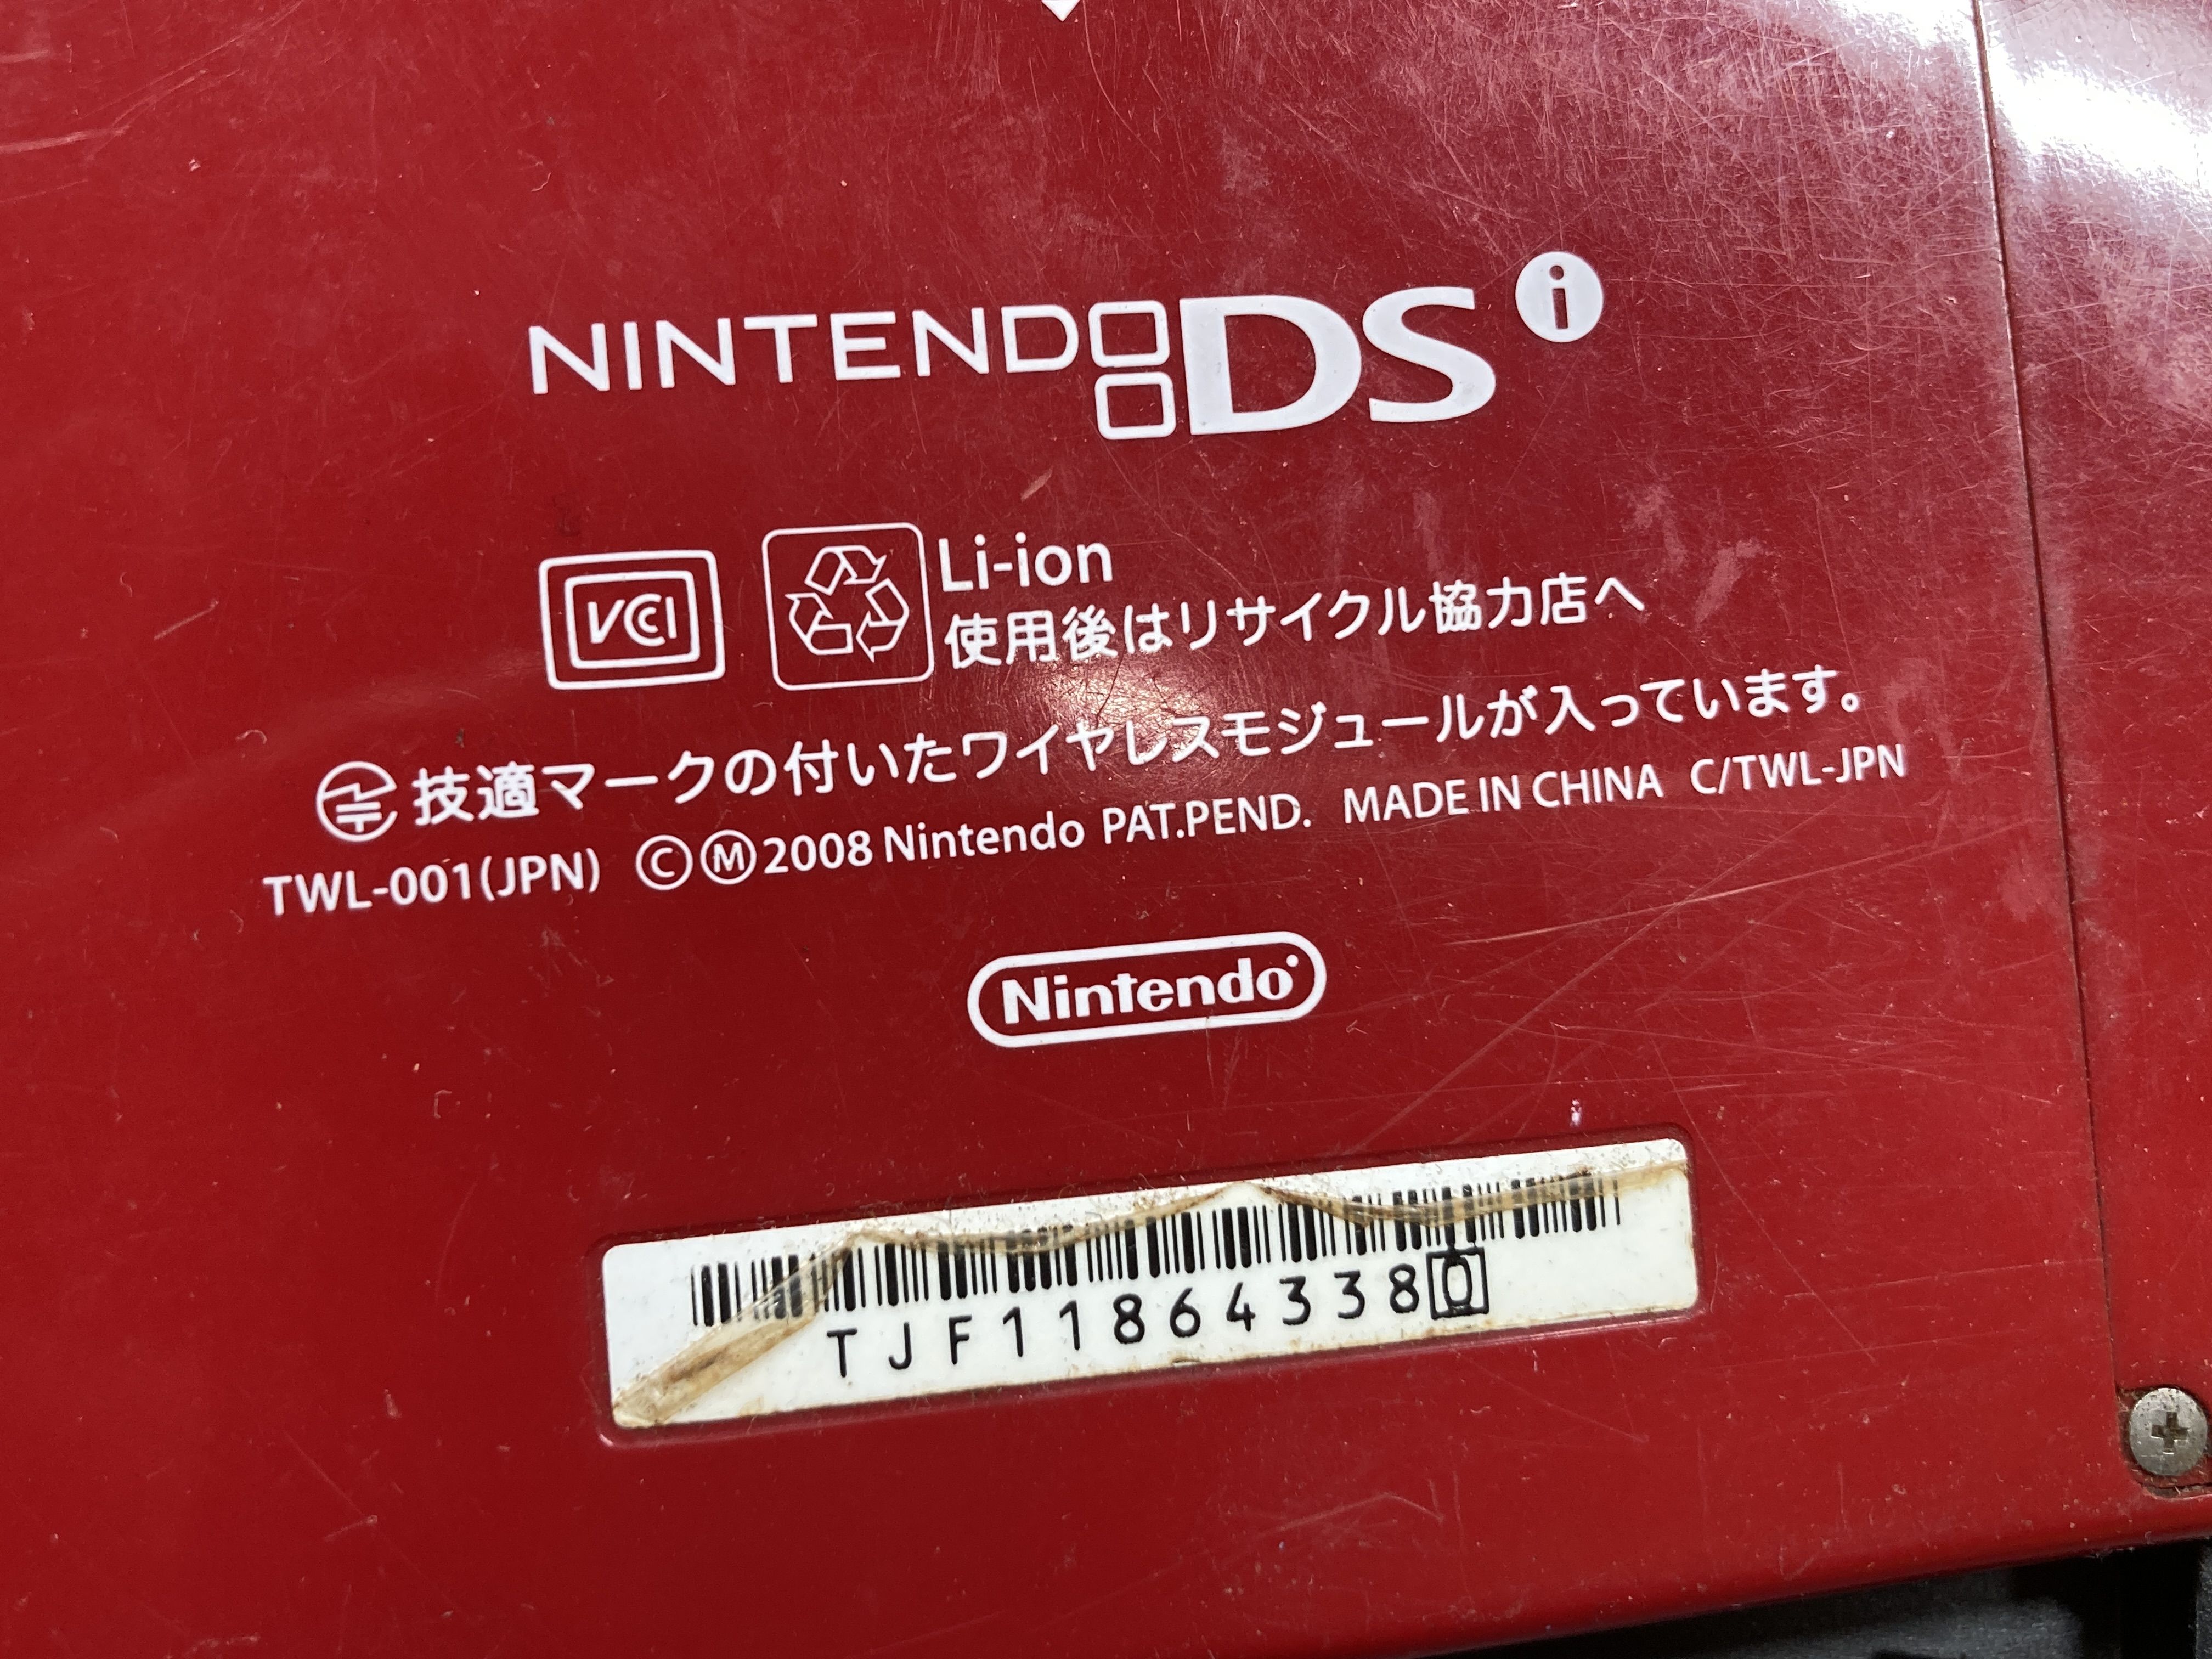 NINTENDO DSi
VCCI
Li-ion
使用後はリサイクル協力店へ
技適マークの付いたワイヤレスモジュールが入っています。
TWL-001(JPN) ©Ⓜ2008 Nintendo PAT.PEND. MADE IN CHINA C/TWL-JPN
Nintendo
TJF118643380